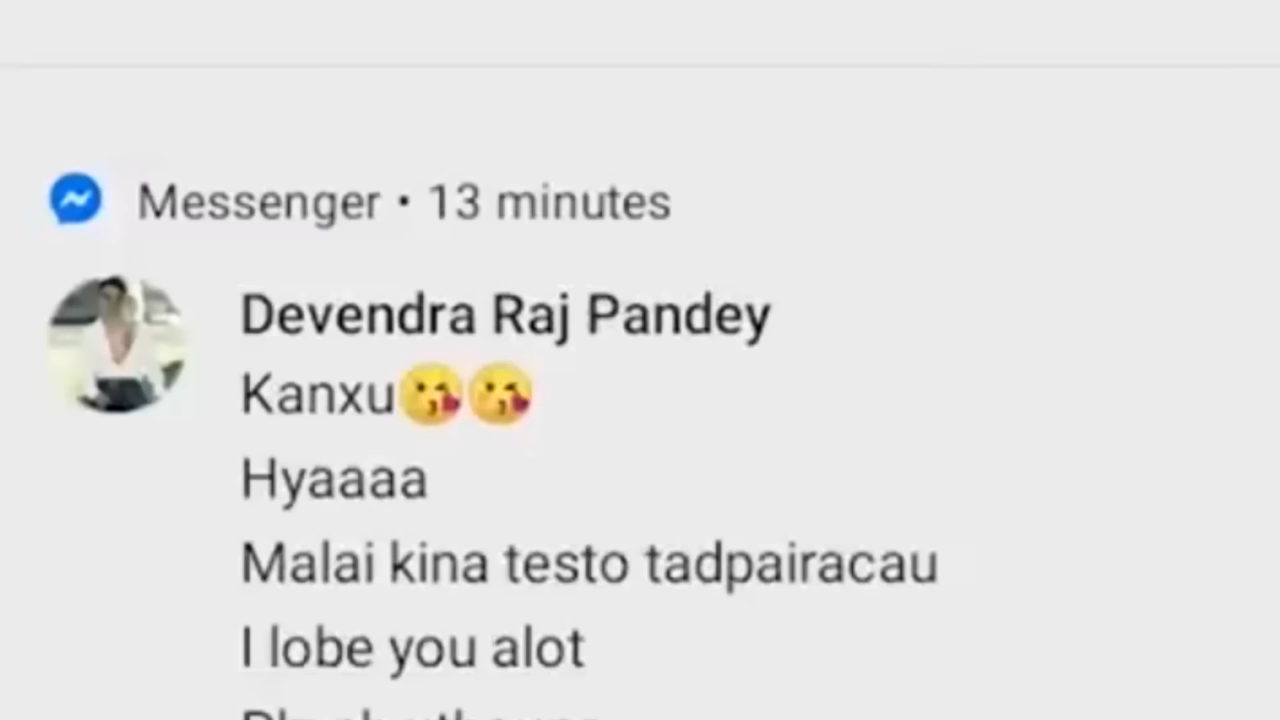 Messenger • 13 minutes
Devendra Raj Pandey
Kanxu😘😘
Hyaaaa
Malai kina testo tadpairacau
I lobe you alot